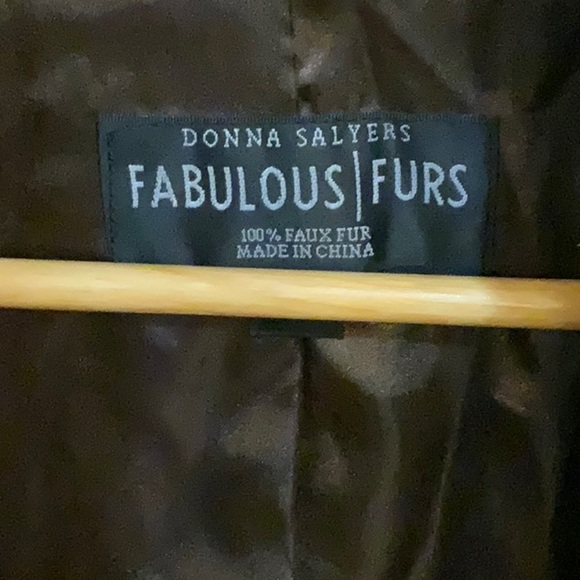 DONNA SALYERS
FABULOUS|FURS
100% FAUX FUR
MADE IN CHINA